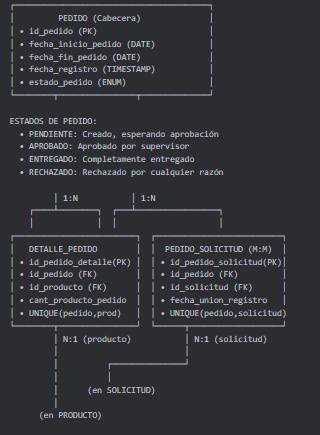 PEDIDO (Cabecera)
• id_pedido (PK)
• fecha_inicio_pedido (DATE)
• fecha_fin_pedido (DATE)
• fecha_registro (TIMESTAMP)
• estado_pedido (ENUM)
ESTADOS DE PEDIDO:
• PENDIENTE: Creado, esperando aprobación
• APROBADO: Aprobado por supervisor
• ENTREGADO: Completamente entregado
• RECHAZADO: Rechazado por cualquier razón
1:N 1:N
DETALLE_PEDIDO PEDIDO_SOLICITUD (M:M)
• id_pedido_detalle(PK) • id_pedido_solicitud(PK)
• id_pedido (FK) • id_pedido (FK)
• id_producto (FK) • id_solicitud (FK)
• cant_producto_pedido • fecha_union_registro
• UNIQUE(pedido,prod) • UNIQUE(pedido,solicitud)
N:1 (producto) N:1 (solicitud)
(en SOLICITUD)
(en PRODUCTO)